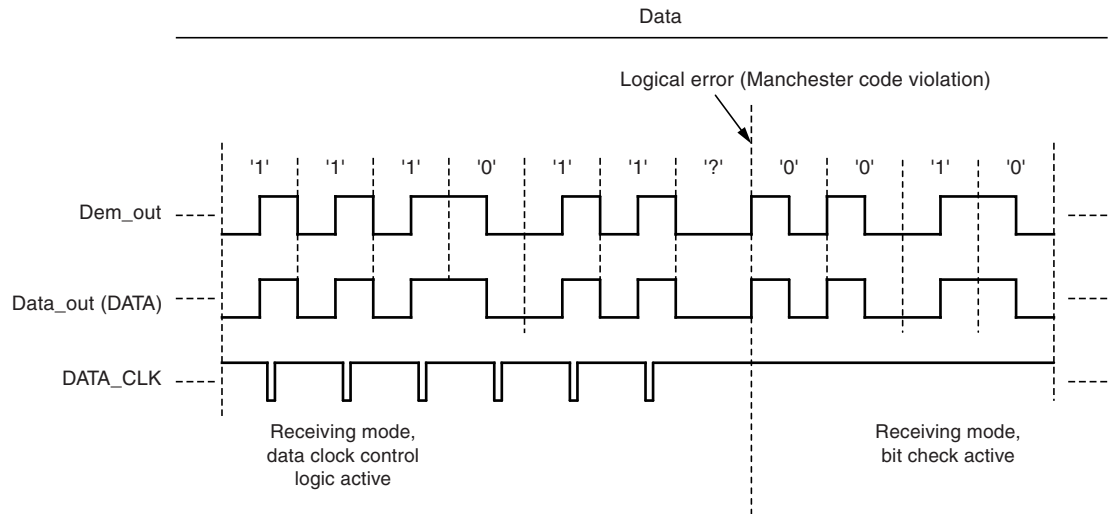 Data
Logical error (Manchester code violation)
'1' '1' '1' '0' '1' '1' '?' '0' '0' '1' '0'
Dem_out
Data_out (DATA)
DATA_CLK
Receiving mode,
data clock control
logic active
Receiving mode,
bit check active